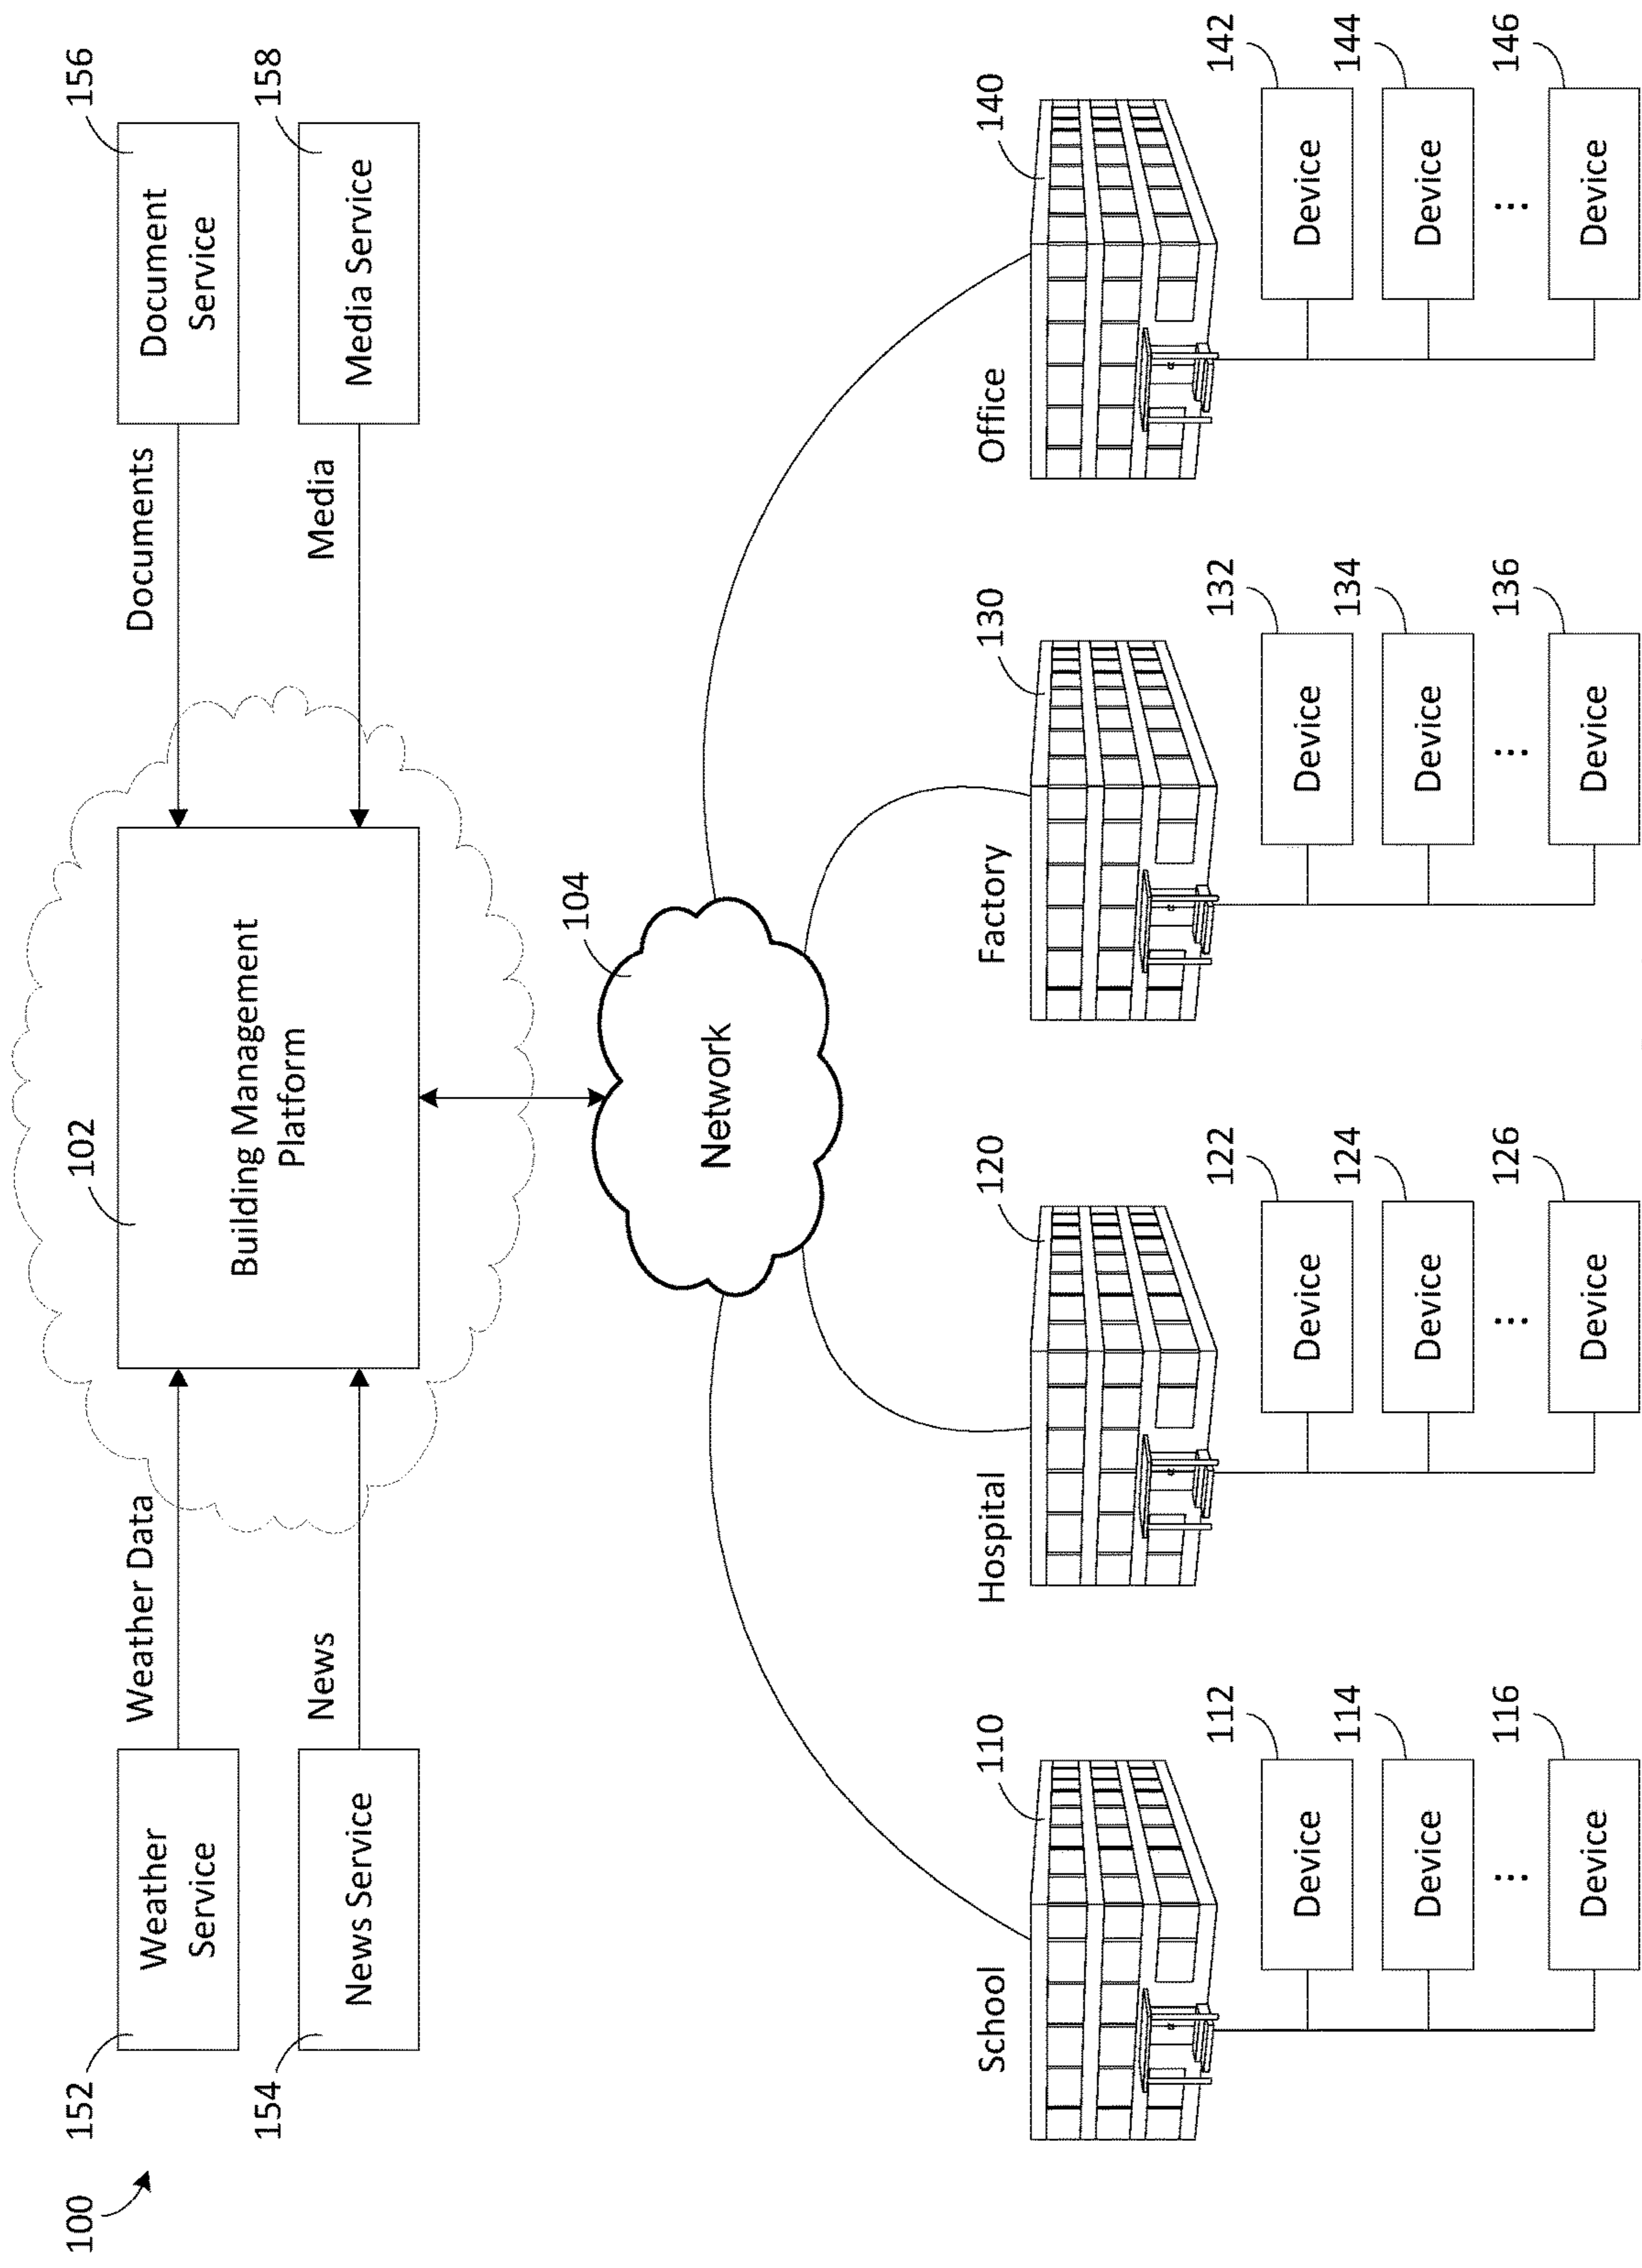 100
152
Weather
Service
154
News Service
Weather Data
News
102
Building Management
Platform
Documents
Media
156
Document
Service
158
Media Service
104
Network
School
110
Hospital
120
Factory
130
Office
140
Device
112
Device
114
...
Device
116
Device
122
Device
124
...
Device
126
Device
132
Device
134
...
Device
136
Device
142
Device
144
...
Device
146